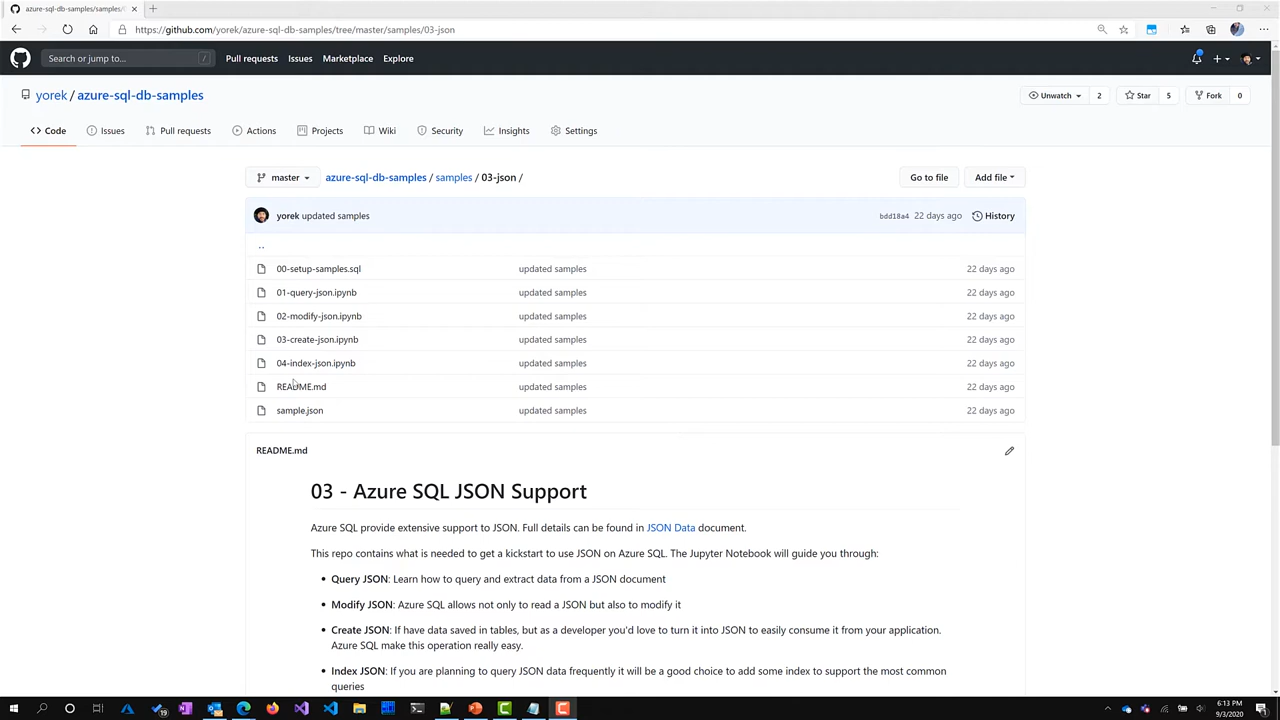 azure-sql-db-samples/samples/
https://github.com/yorek/azure-sql-db-samples/tree/master/samples/03-json
Search or jump to... /
Pull requests Issues Marketplace Explore
yorek / azure-sql-db-samples
Unwatch 2 Star 5 Fork 0
Code Issues Pull requests Actions Projects Wiki Security Insights Settings
master azure-sql-db-samples / samples / 03-json / Go to file Add file
yorek updated samples bdd18a4 22 days ago History
..
00-setup-samples.sql updated samples 22 days ago
01-query-json.ipynb updated samples 22 days ago
02-modify-json.ipynb updated samples 22 days ago
03-create-json.ipynb updated samples 22 days ago
04-index-json.ipynb updated samples 22 days ago
README.md updated samples 22 days ago
sample.json updated samples 22 days ago
README.md
03 - Azure SQL JSON Support
Azure SQL provide extensive support to JSON. Full details can be found in JSON Data document.
This repo contains what is needed to get a kickstart to use JSON on Azure SQL. The Jupyter Notebook will guide you through:
• Query JSON: Learn how to query and extract data from a JSON document
• Modify JSON: Azure SQL allows not only to read a JSON but also to modify it
• Create JSON: If have data saved in tables, but as a developer you'd love to turn it into JSON to easily consume it from your application.
Azure SQL make this operation really easy.
• Index JSON: If you are planning to query JSON data frequently it will be a good choice to add some index to support the most common
queries
6:13 PM
9/3/2020